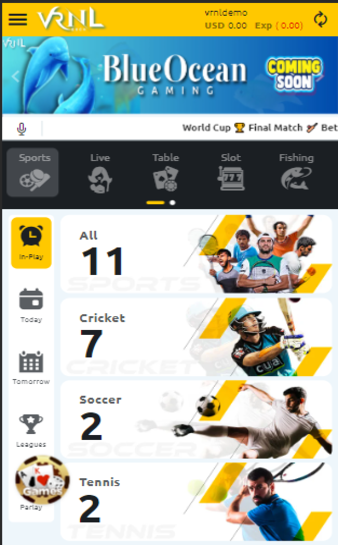 VRNL
vrnldemo
USD 0.00 Exp ( 0.00)
VRNL
BlueOcean
GAMING
COMING
SOON
World Cup 🏆 Final Match 🏏 Bet
Sports
Live
Table
Slot
Fishing
777
In-Play
Today
Tomorrow
Leagues
Games
Parlay
All
11
SPORTS
Cricket
7
CRICKET
Soccer
2
SOCCER
Tennis
2
TENNIS